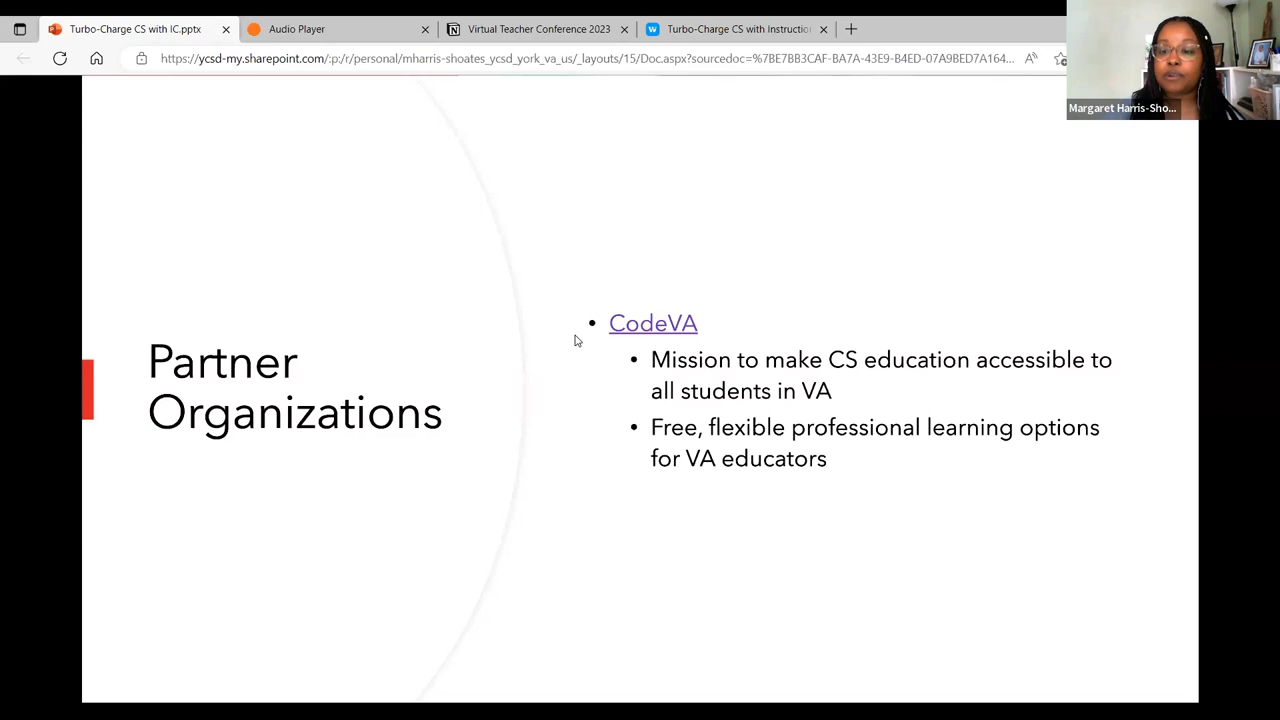 Turbo-Charge CS with IC.pptx
Audio Player
Virtual Teacher Conference 2023
Turbo-Charge CS with Instructio
https://ycsd-my.sharepoint.com/:p:/r/personal/mharris-shoates_ycsd_york_va_us/_layouts/15/Doc.aspx?sourcedoc=%7BE7BB3CAF-BA7A-43E9-B4ED-07A9BED7A164...
Margaret Harris-Sho...
Partner
Organizations
• CodeVA
• Mission to make CS education accessible to
all students in VA
• Free, flexible professional learning options
for VA educators